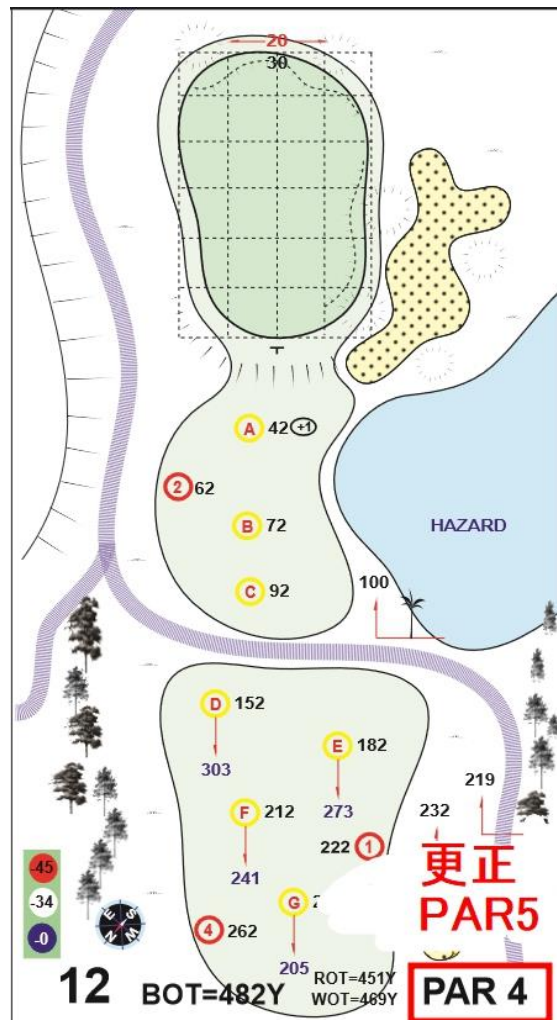 20
30
A 42 +1
2 62
B 72
C 92
HAZARD
100
D 152
303
E 182
273
F 212
241
222 1
219
232
G
205
4 262
更正
PAR5
-45
-34
-0
E S
N W
12 BOT=482Y
ROT=451Y
WOT=469Y
PAR 4